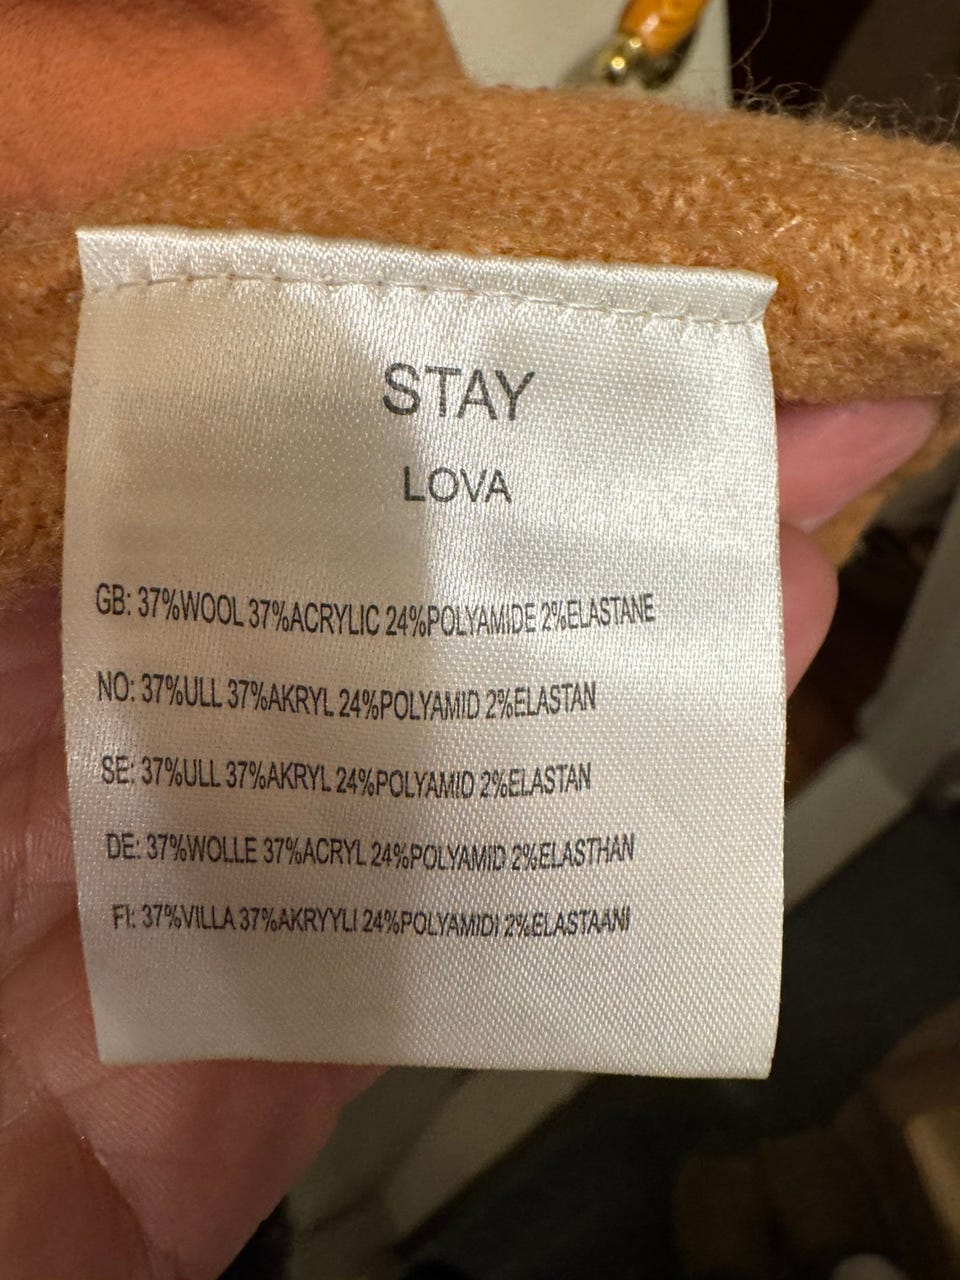 STAY
LOVA
GB: 37%WOOL 37%ACRYLIC 24%POLYAMIDE 2%ELASTANE
NO: 37%ULL 37%AKRYL 24%POLYAMID 2%ELASTAN
SE: 37%ULL 37%AKRYL 24%POLYAMID 2%ELASTAN
DE: 37%WOLLE 37%ACRYL 24%POLYAMID 2%ELASTHAN
FI: 37%VILLA 37%AKRYYLI 24%POLYAMIDI 2%ELASTAANI